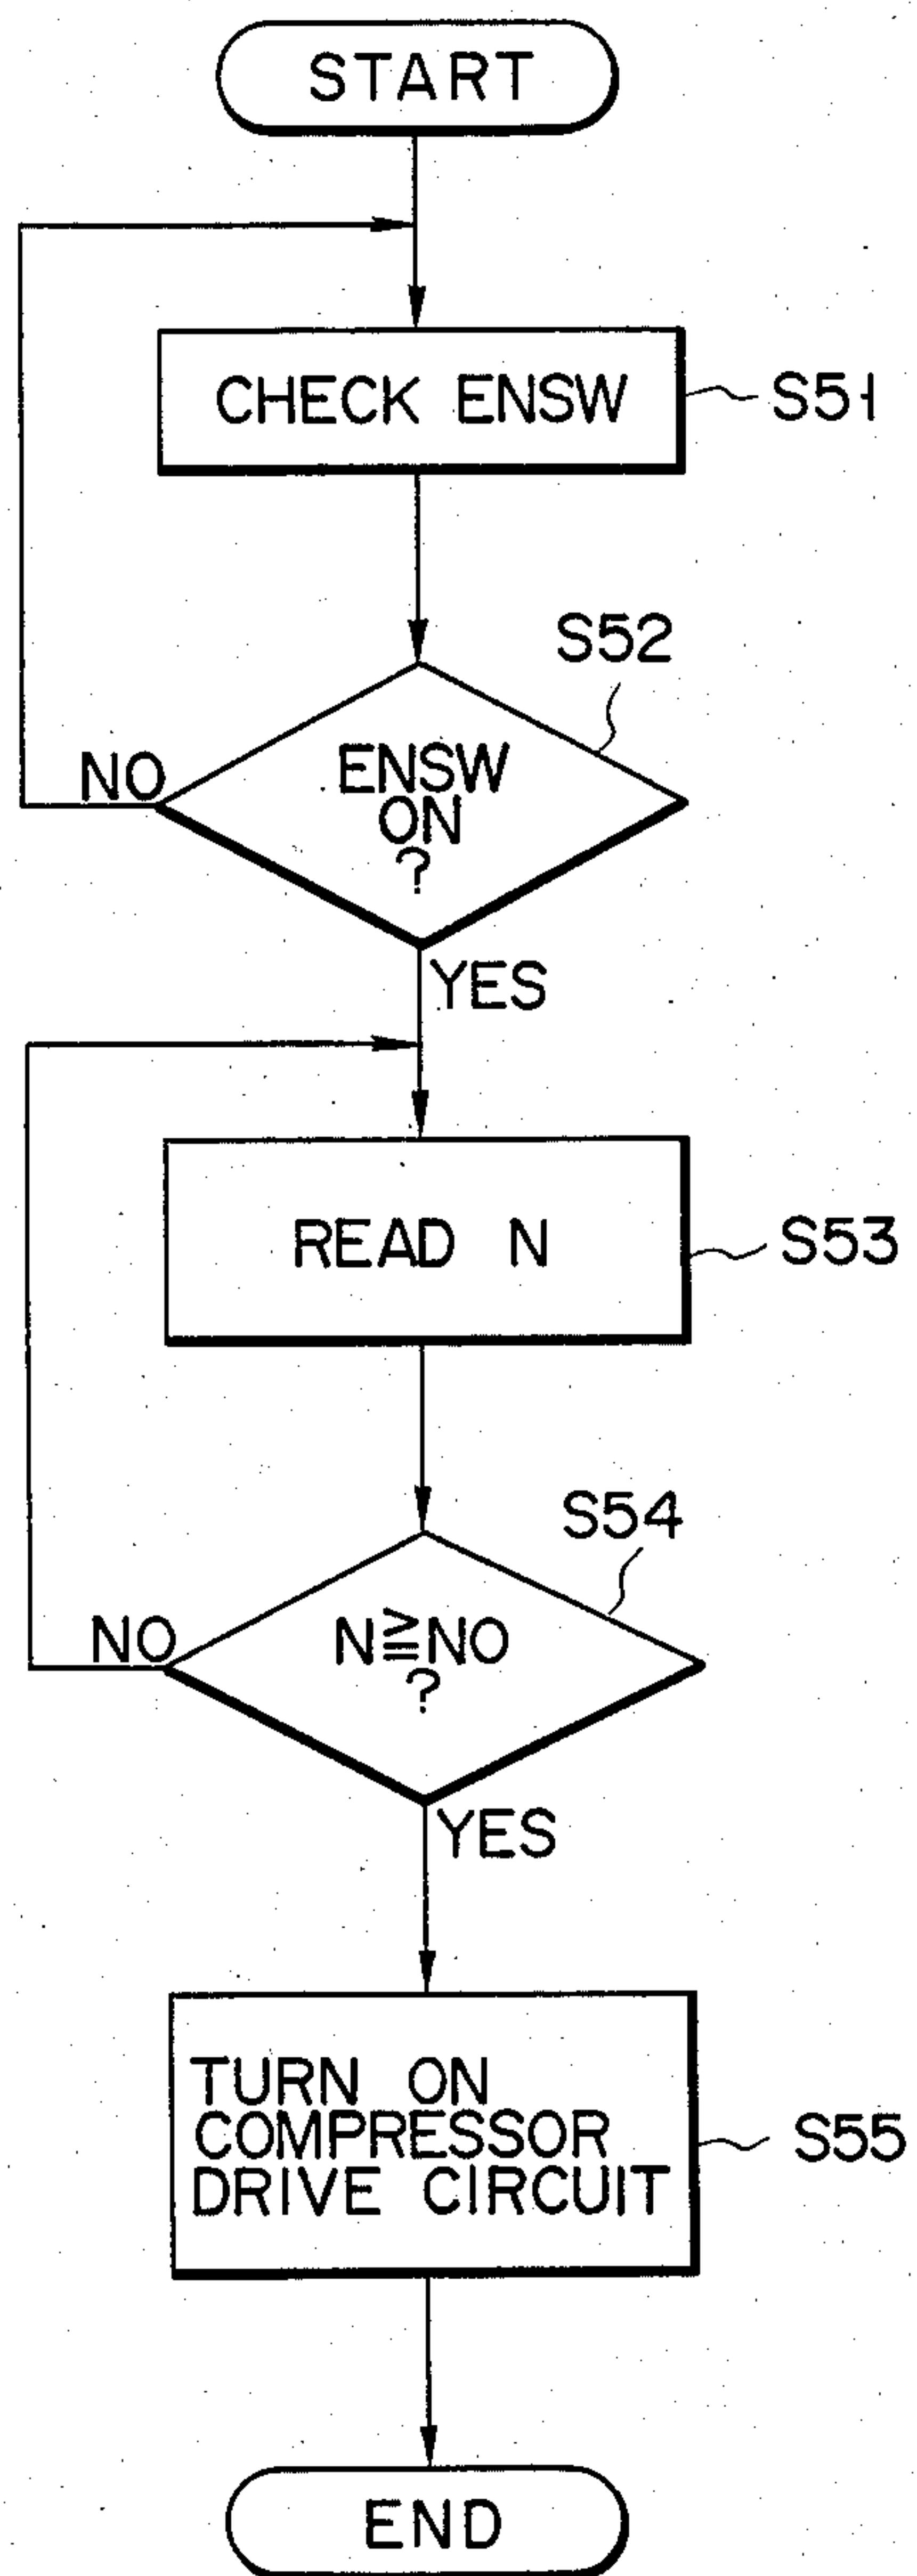 START
CHECK ENSW
S51
S52
NO
ENSW
ON
?
YES
READ N
S53
S54
NO
N≧NO
?
YES
TURN ON
COMPRESSOR
DRIVE CIRCUIT
S55
END